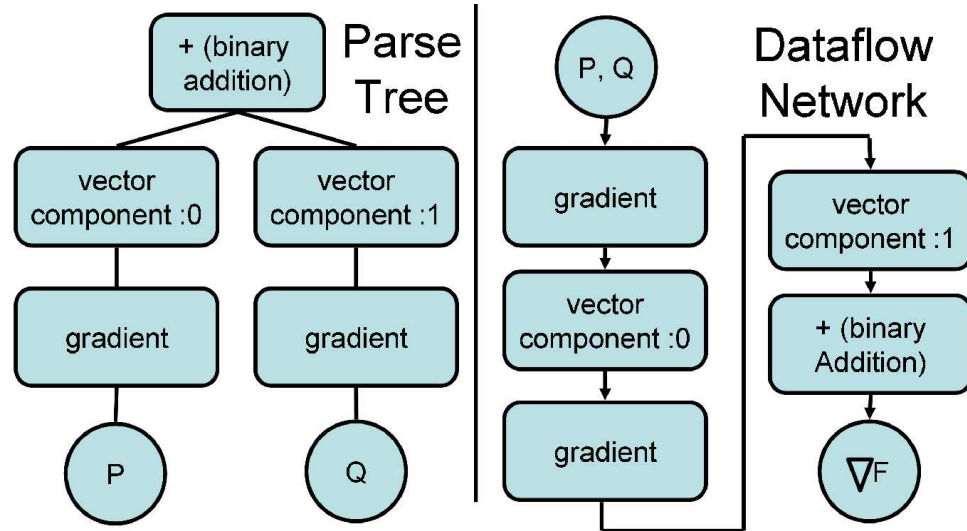 Parse
Tree
+ (binary
addition)
vector
component :0
vector
component :1
gradient
gradient
P
Q
Dataflow
Network
P, Q
gradient
vector
component :0
gradient
vector
component :1
+ (binary
Addition)
∇F